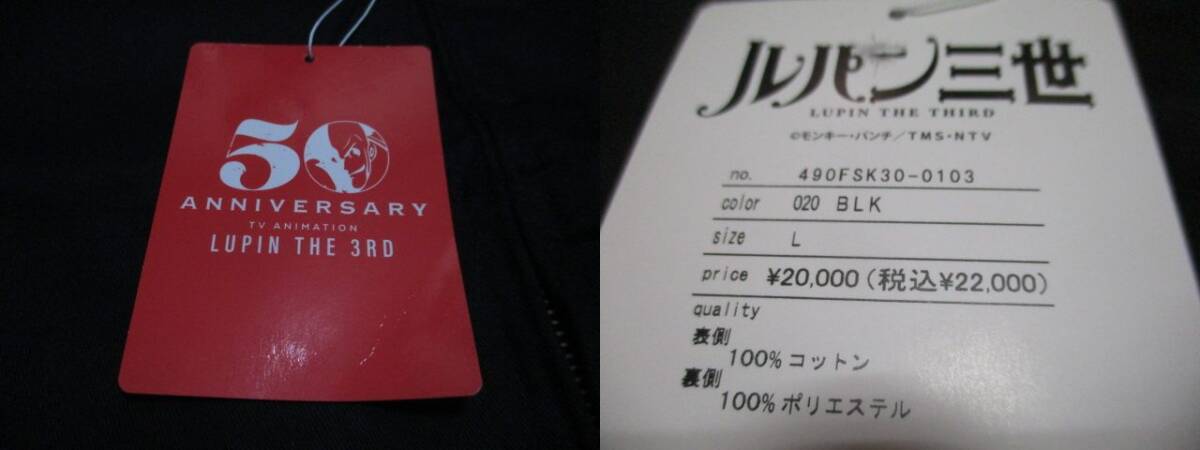 50
ANNIVERSARY
TV ANIMATION
LUPIN THE 3RD
ルパン三世
LUPIN THE THIRD
©モンキー・パンチ/TMS・NTV
no. 490FSK30-0103
color 020 BLK
size L
price ¥20,000(税込¥22,000)
quality
表側
100%コットン
裏側
100%ポリエステル